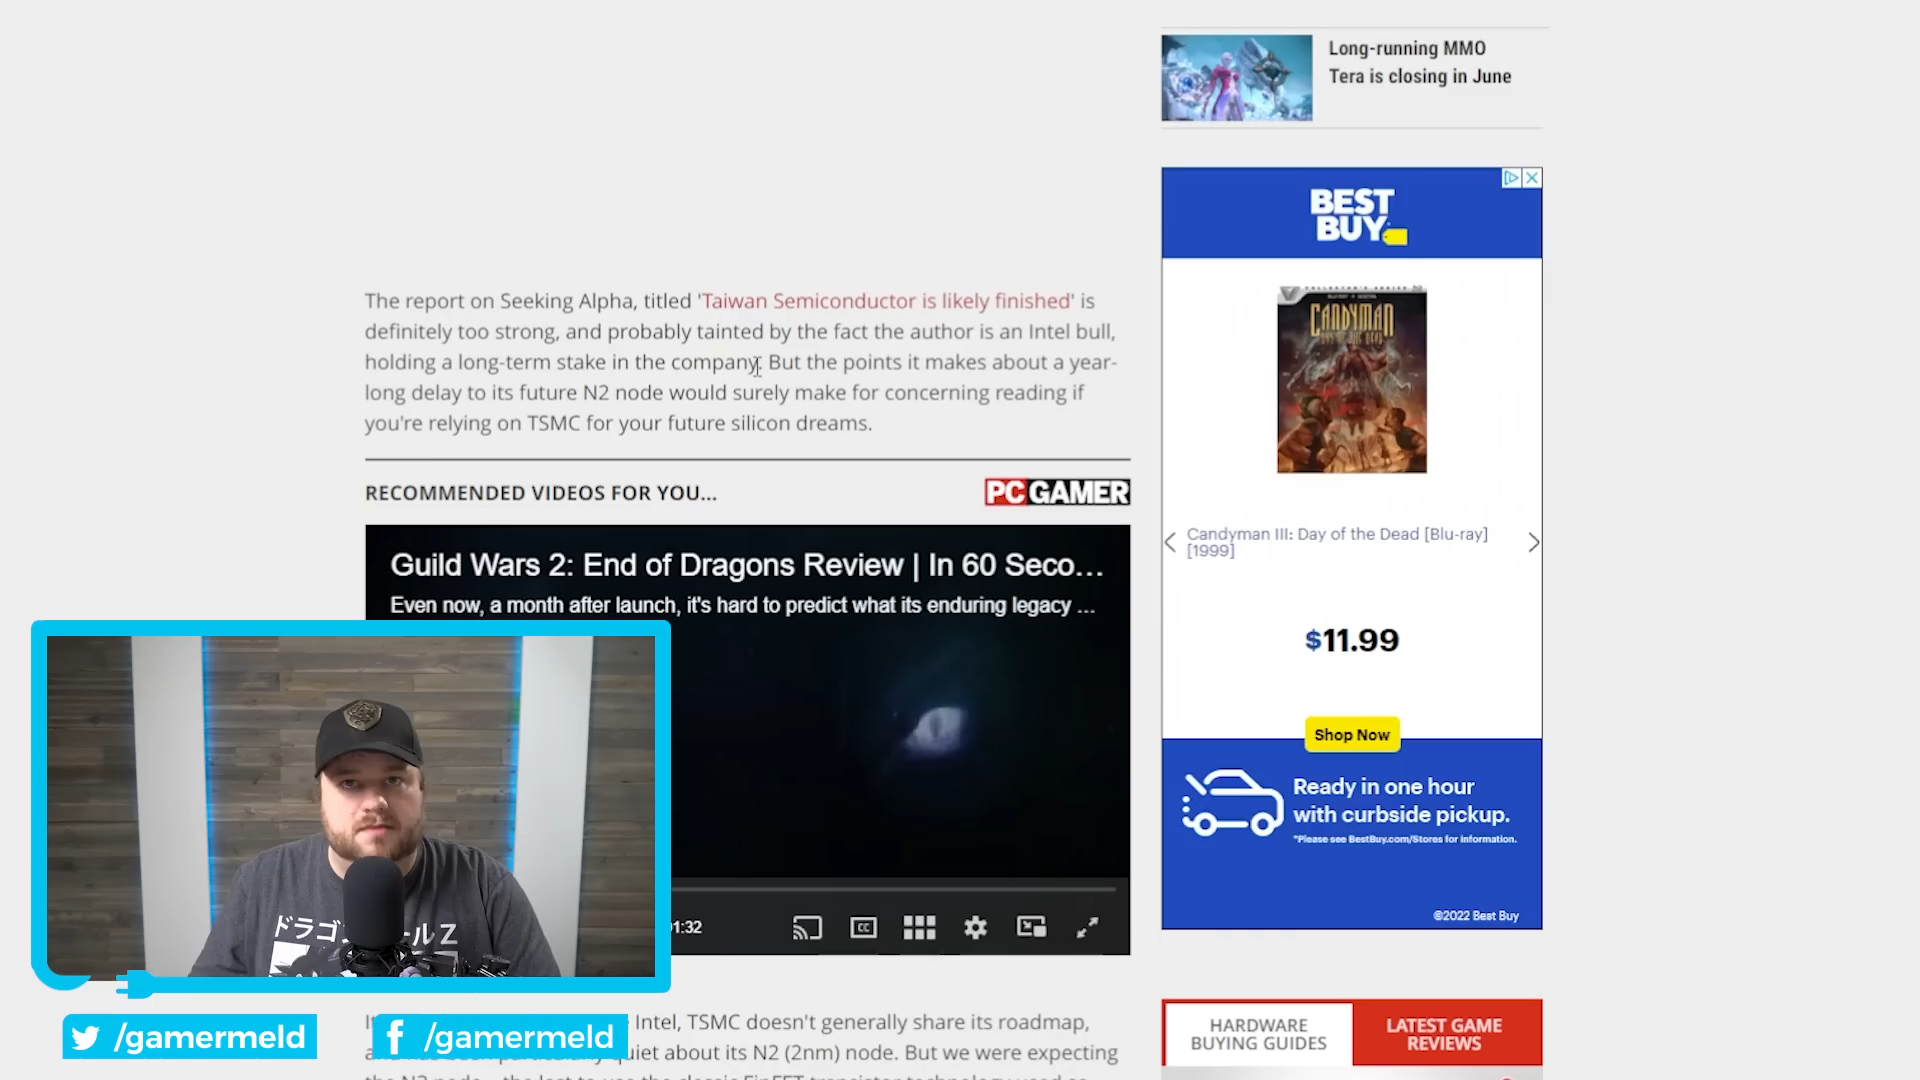 Long-running MMO
Tera is closing in June
BEST
BUY
The report on Seeking Alpha, titled 'Taiwan Semiconductor is likely finished' is
definitely too strong, and probably tainted by the fact the author is an Intel bull,
holding a long-term stake in the company. But the points it makes about a year-
long delay to its future N2 node would surely make for concerning reading if
you're relying on TSMC for your future silicon dreams.
CANDYMAN
RECOMMENDED VIDEOS FOR YOU...
PC GAMER
Guild Wars 2: End of Dragons Review | In 60 Seco...
Even now, a month after launch, it's hard to predict what its enduring legacy ...
Candyman III: Day of the Dead [Blu-ray]
[1999]
$11.99
Shop Now
Ready in one hour
with curbside pickup.
*Please see BestBuy.com/Stores for information.
©2022 Best Buy
1:32
CC
ドラゴ
ールZ
/gamermeld
/gamermeld
Intel, TSMC doesn't generally share its roadmap,
quiet about its N2 (2nm) node. But we were expecting
HARDWARE
BUYING GUIDES
LATEST GAME
REVIEWS